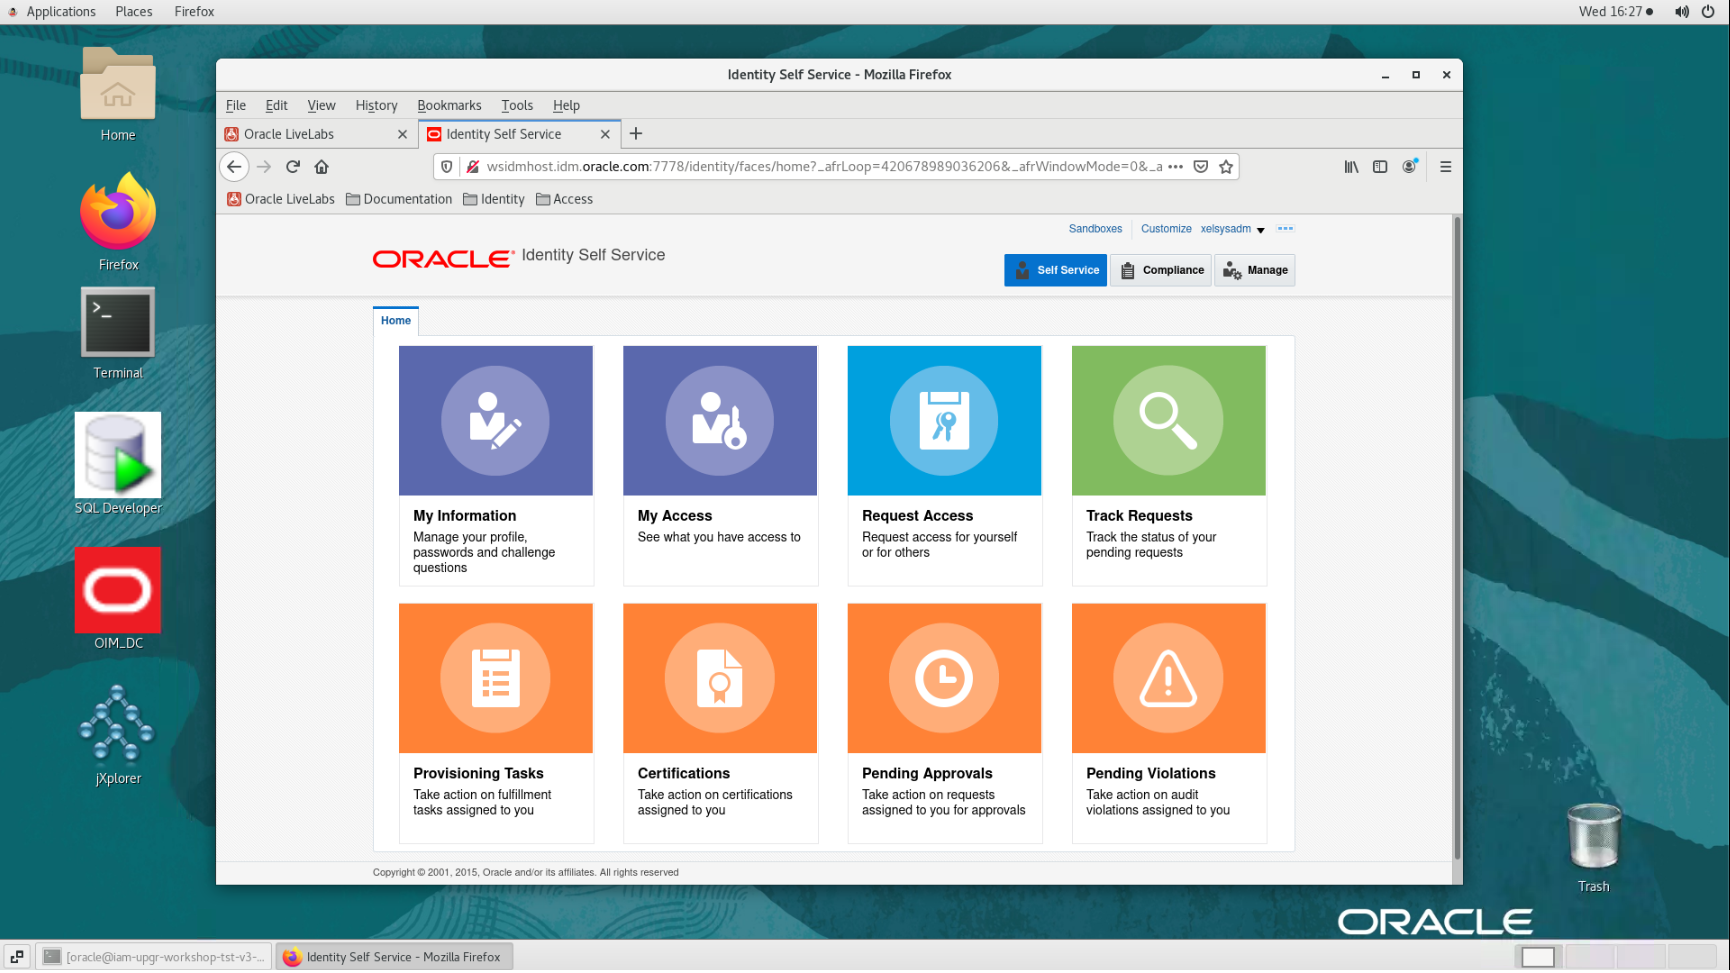 Applications Places Firefox Wed 16:27
Home
Firefox
Terminal
SQL Developer
OIM_DC
jXplorer
Identity Self Service - Mozilla Firefox
File Edit View History Bookmarks Tools Help
Oracle LiveLabs Identity Self Service
wsidmhost.idm.oracle.com:7778/identity/faces/home?_afrLoop=420678989036206&_afrWindowMode=0&_a
Oracle LiveLabs Documentation Identity Access
Sandboxes Customize xelsysadm
ORACLE Identity Self Service
Self Service Compliance Manage
Home
My Information
Manage your profile,
passwords and challenge
questions
My Access
See what you have access to
Request Access
Request access for yourself
or for others
Track Requests
Track the status of your
pending requests
Provisioning Tasks
Take action on fulfillment
tasks assigned to you
Certifications
Take action on certifications
assigned to you
Pending Approvals
Take action on requests
assigned to you for approvals
Pending Violations
Take action on audit
violations assigned to you
Copyright © 2001, 2015, Oracle and/or its affiliates. All rights reserved
Trash
ORACLE
[oracle@iam-upgr-workshop-tst-v3-... Identity Self Service - Mozilla Firefox